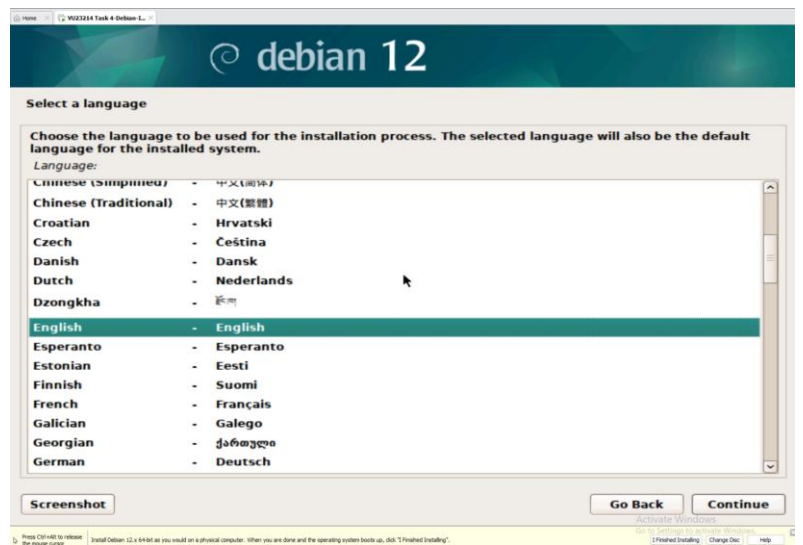 Home
VU23214 Task 4-Debian-1...
debian 12
Select a language
Choose the language to be used for the installation process. The selected language will also be the default
language for the installed system.
Language:
Chinese (Simplified) - 中文(简体)
Chinese (Traditional) - 中文(繁體)
Croatian - Hrvatski
Czech - Čeština
Danish - Dansk
Dutch - Nederlands
Dzongkha - རྫོང་ཁ།
English - English
Esperanto - Esperanto
Estonian - Eesti
Finnish - Suomi
French - Français
Galician - Galego
Georgian - ქართული
German - Deutsch
Screenshot Go Back Continue
Activate Windows
Go to Settings to activate Windows.
Press Ctrl+Alt to release
the mouse cursor
Install Debian 12.x 64-bit as you would on a physical computer. When you are done and the operating system boots up, click "I Finished Installing".
I Finished Installing Change Disc Help